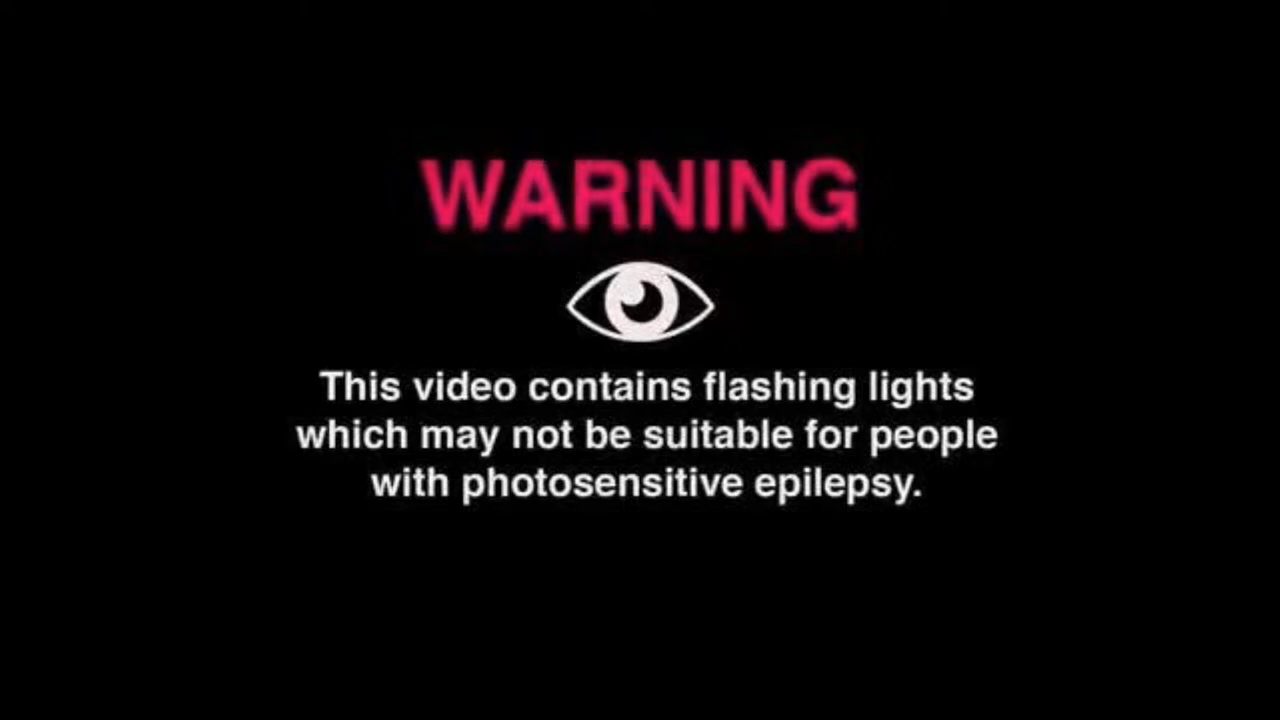 WARNING
This video contains flashing lights
which may not be suitable for people
with photosensitive epilepsy.